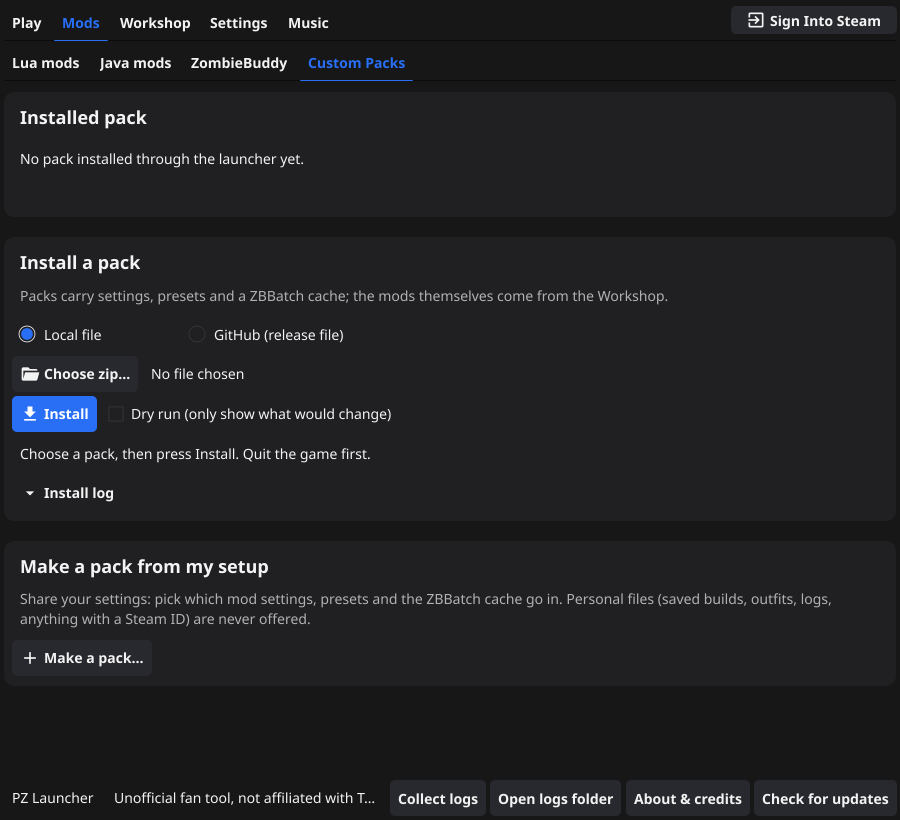 Play Mods Workshop Settings Music Sign Into Steam
Lua mods Java mods ZombieBuddy Custom Packs
Installed pack
No pack installed through the launcher yet.
Install a pack
Packs carry settings, presets and a ZBBatch cache; the mods themselves come from the Workshop.
Local file GitHub (release file)
Choose zip... No file chosen
Install Dry run (only show what would change)
Choose a pack, then press Install. Quit the game first.
Install log
Make a pack from my setup
Share your settings: pick which mod settings, presets and the ZBBatch cache go in. Personal files (saved builds, outfits, logs,
anything with a Steam ID) are never offered.
Make a pack...
PZ Launcher Unofficial fan tool, not affiliated with T... Collect logs Open logs folder About & credits Check for updates